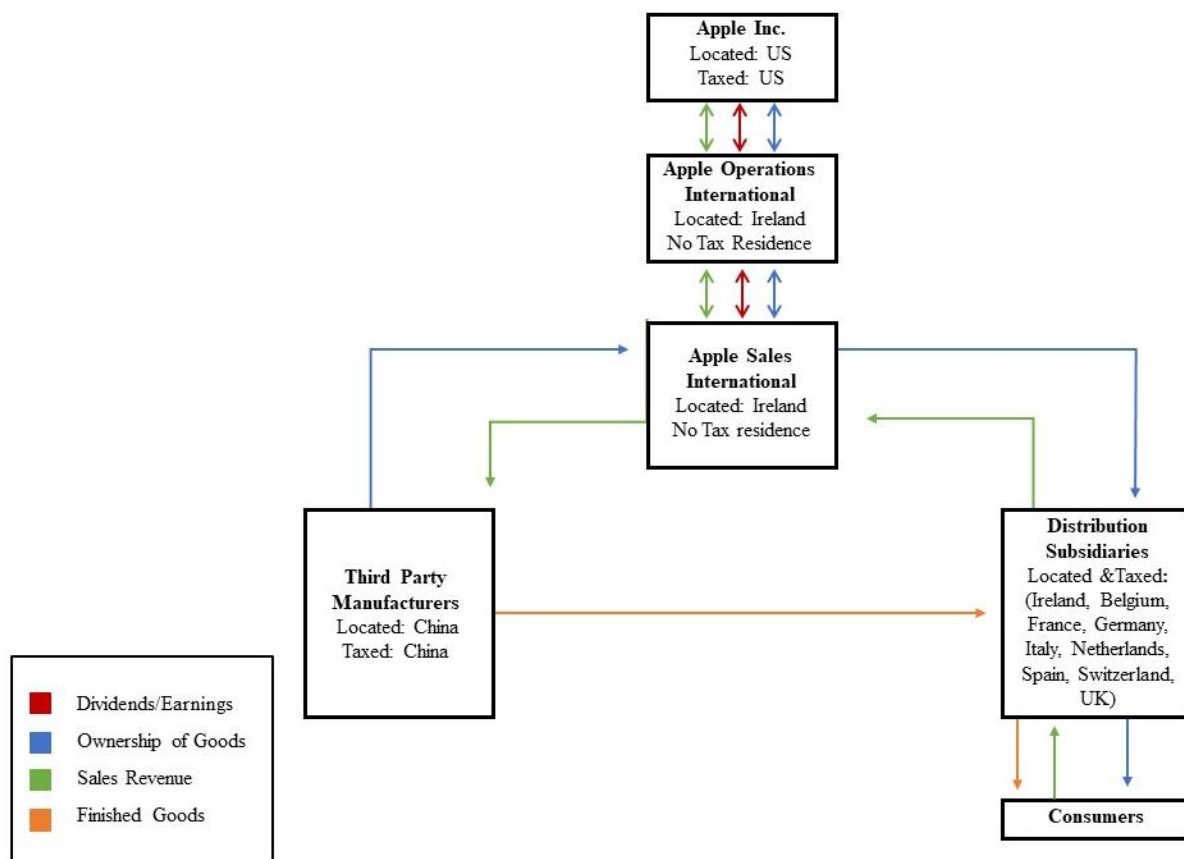 Apple Inc.
Located: US
Taxed: US
Apple Operations
International
Located: Ireland
No Tax Residence
Apple Sales
International
Located: Ireland
No Tax residence
Third Party
Manufacturers
Located: China
Taxed: China
Distribution
Subsidiaries
Located &Taxed:
(Ireland, Belgium,
France, Germany,
Italy, Netherlands,
Spain, Switzerland,
UK)
Consumers
Dividends/Earnings
Ownership of Goods
Sales Revenue
Finished Goods